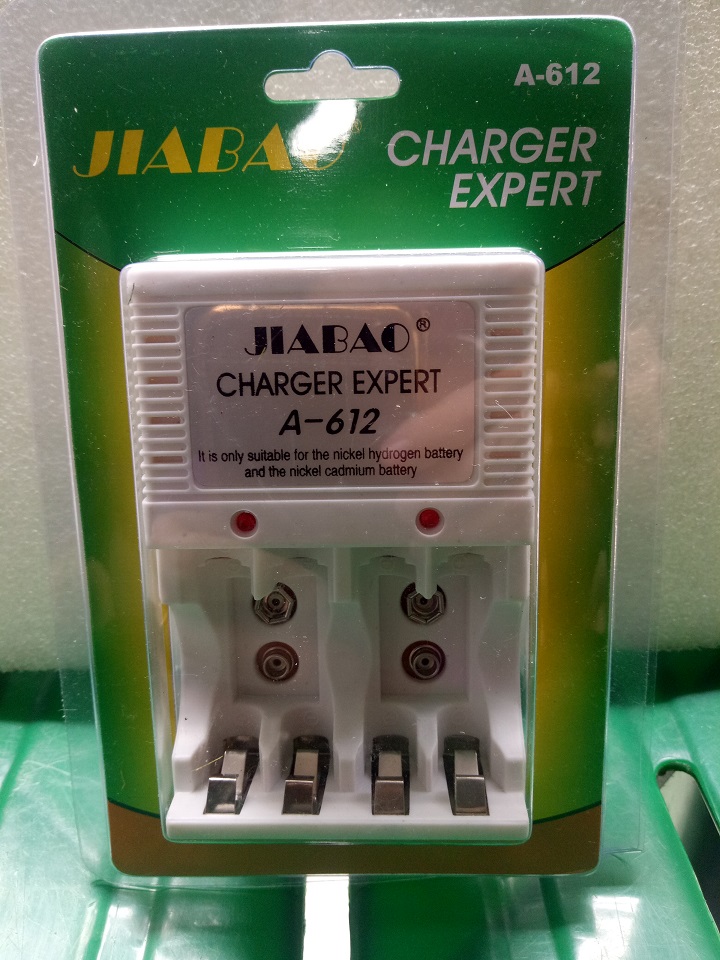 A-612
JIABAO
CHARGER
EXPERT
JIABAO®
CHARGER EXPERT
A-612
It is only suitable for the nickel hydrogen battery
and the nickel cadmium battery